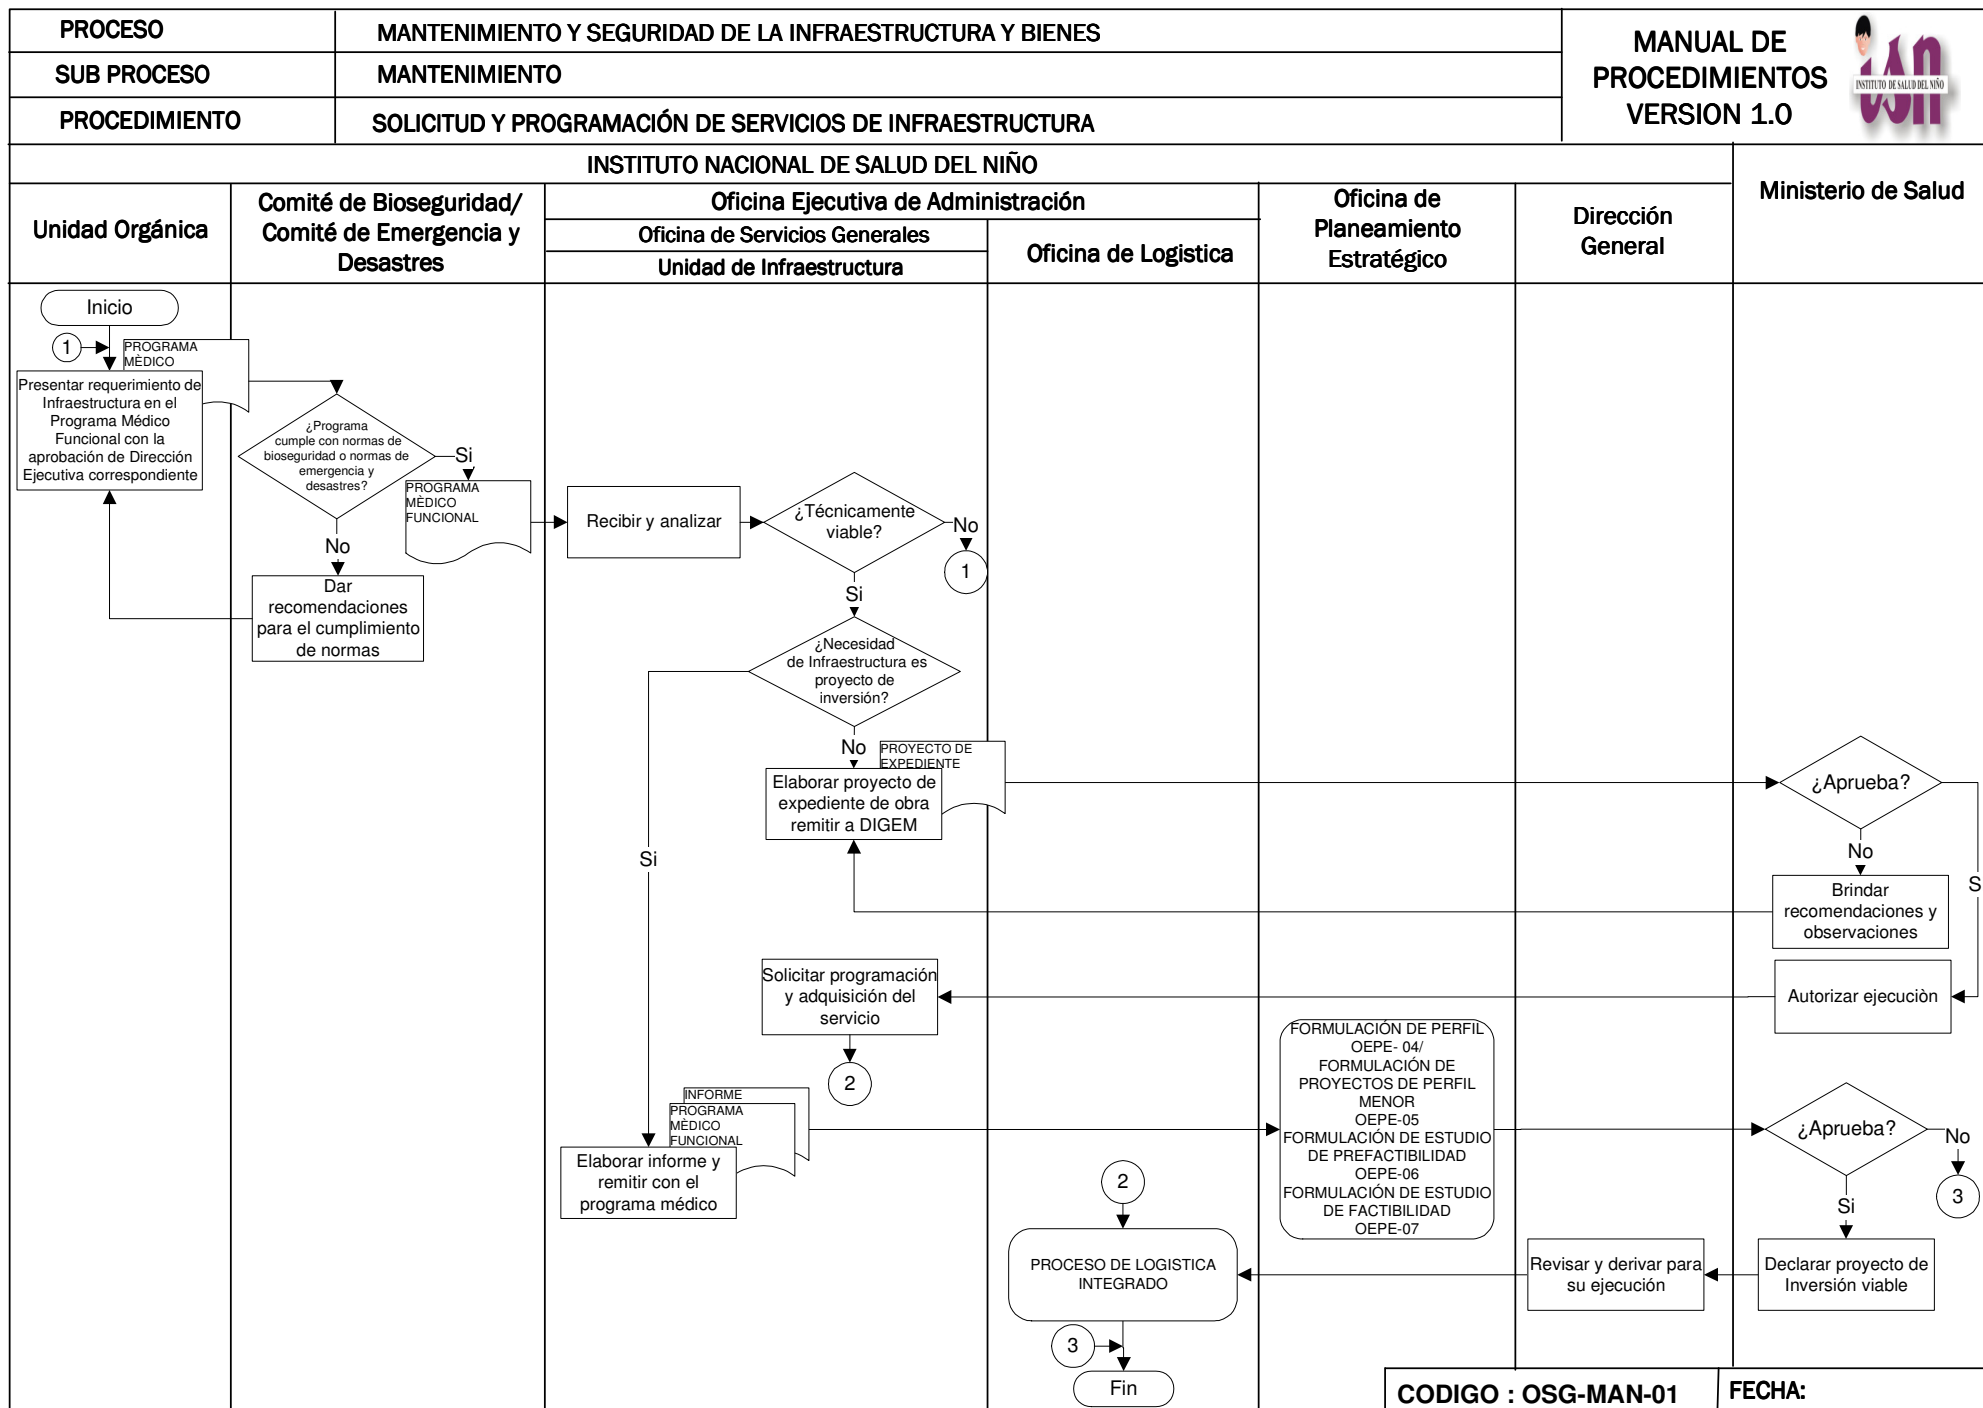 PROCESO
MANTENIMIENTO Y SEGURIDAD DE LA INFRAESTRUCTURA Y BIENES
SUB PROCESO
MANTENIMIENTO
PROCEDIMIENTO
SOLICITUD Y PROGRAMACIÓN DE SERVICIOS DE INFRAESTRUCTURA
MANUAL DE
PROCEDIMIENTOS
VERSION 1.0
isn
INSTITUTO DE SALUD DEL NIÑO
INSTITUTO NACIONAL DE SALUD DEL NIÑO
Ministerio de Salud
Unidad Orgánica
Comité de Bioseguridad/
Comité de Emergencia y
Desastres
Oficina Ejecutiva de Administración
Oficina de Servicios Generales
Unidad de Infraestructura
Oficina de Logistica
Oficina de
Planeamiento
Estratégico
Dirección
General
Inicio
1
PROGRAMA
MÈDICO
Presentar requerimiento de
Infraestructura en el
Programa Médico
Funcional con la
aprobación de Dirección
Ejecutiva correspondiente
¿Programa
cumple con normas de
bioseguridad o normas de
emergencia y
desastres?
Si
PROGRAMA
MÈDICO
FUNCIONAL
No
Dar
recomendaciones
para el cumplimiento
de normas
Recibir y analizar
¿Técnicamente
viable?
No
1
Si
¿Necesidad
de Infraestructura es
proyecto de
inversión?
No
PROYECTO DE
EXPEDIENTE
Elaborar proyecto de
expediente de obra
remitir a DIGEM
Si
¿Aprueba?
No
S
Brindar
recomendaciones y
observaciones
Autorizar ejecuciòn
Solicitar programación
y adquisición del
servicio
2
INFORME
PROGRAMA
MÈDICO
FUNCIONAL
Elaborar informe y
remitir con el
programa médico
FORMULACIÓN DE PERFIL
OEPE- 04/
FORMULACIÓN DE
PROYECTOS DE PERFIL
MENOR
OEPE-05
FORMULACIÓN DE ESTUDIO
DE PREFACTIBILIDAD
OEPE-06
FORMULACIÓN DE ESTUDIO
DE FACTIBILIDAD
OEPE-07
¿Aprueba?
No
3
Si
Declarar proyecto de
Inversión viable
Revisar y derivar para
su ejecución
2
PROCESO DE LOGISTICA
INTEGRADO
3
Fin
CODIGO : OSG-MAN-01
FECHA: